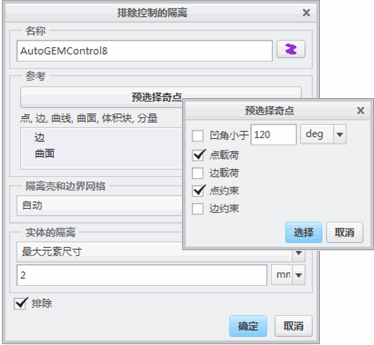 排除控制的隔离
名称
AutoGEMControl8
参考
预选择奇点
点, 边, 曲线, 曲面, 体积块, 分量
边
曲面
隔离壳和边界网格
自动
实体的隔离
最大元素尺寸
2
mm
排除
确定
取消
预选择奇点
凹角小于
120
deg
点载荷
边载荷
点约束
边约束
选择
取消